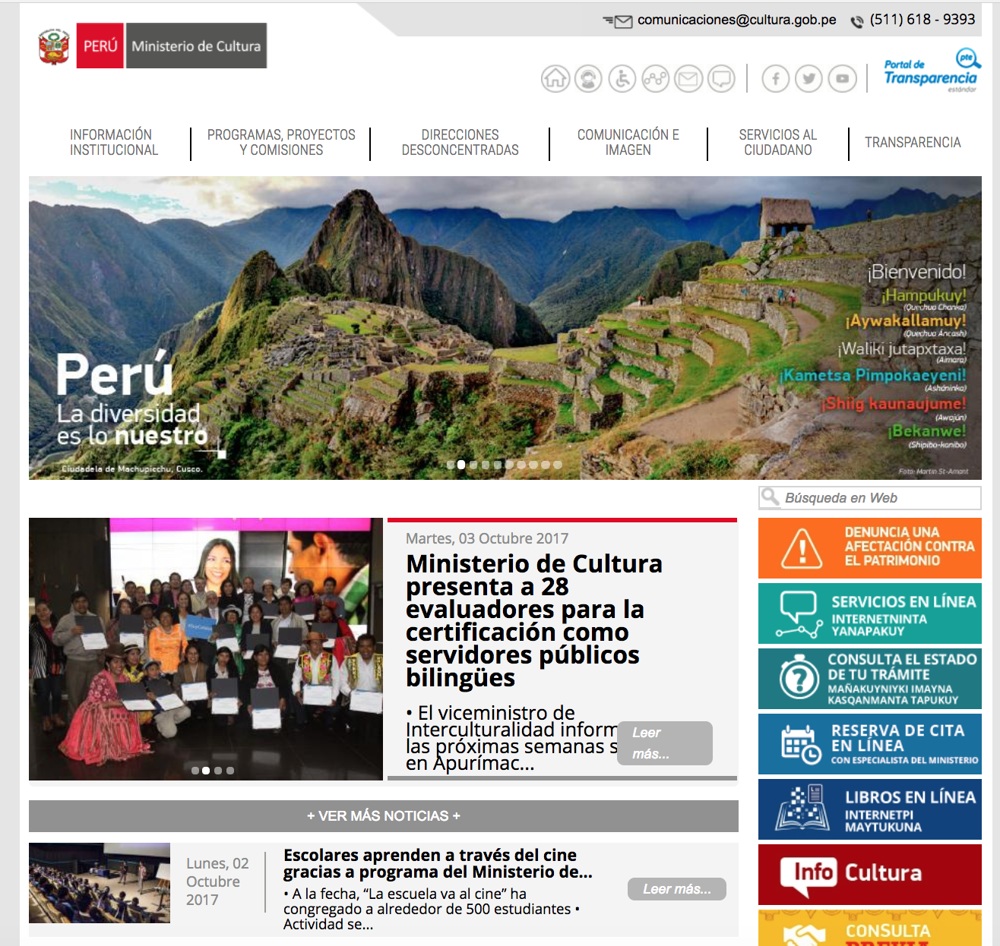 comunicaciones@cultura.gob.pe (511) 618 - 9393
PERÚ Ministerio de Cultura
Portal de
Transparencia
estándar
pte
INFORMACIÓN
INSTITUCIONAL
PROGRAMAS, PROYECTOS
Y COMISIONES
DIRECCIONES
DESCONCENTRADAS
COMUNICACIÓN E
IMAGEN
SERVICIOS AL
CIUDADANO
TRANSPARENCIA
Perú
La diversidad
es lo nuestro
Ciudadela de Machupicchu, Cusco.
¡Bienvenido!
¡Hampukuy!
(Quechua Chanka)
¡Aywakallamuy!
(Quechua Áncash)
¡Waliki jutapxtaxa!
(Aimara)
¡Kametsa Pimpokaeyeni!
(Asháninka)
¡Shiig kaunaujume!
(Awajún)
¡Bekanwe!
(Shipibo-konibo)
Foto: Martin St-Amant
Búsqueda en Web
Martes, 03 Octubre 2017
Ministerio de Cultura
presenta a 28
evaluadores para la
certificación como
servidores públicos
bilingües
• El viceministro de
Interculturalidad inform
las próximas semanas s
en Apurímac...
Leer
más...
+ VER MÁS NOTICIAS +
Lunes, 02
Octubre
2017
Escolares aprenden a través del cine
gracias a programa del Ministerio de...
• A la fecha, “La escuela va al cine” ha
congregado a alrededor de 500 estudiantes •
Actividad se...
Leer más...
DENUNCIA UNA
AFECTACIÓN CONTRA
EL PATRIMONIO
SERVICIOS EN LÍNEA
INTERNETNINTA
YANAPAKUY
CONSULTA EL ESTADO
DE TU TRÁMITE
MAÑAKUYNIYKI IMAYNA
KASQANMANTA TAPUKUY
RESERVA DE CITA
EN LÍNEA
CON ESPECIALISTA DEL MINISTERIO
LIBROS EN LÍNEA
INTERNETPI
MAYTUKUNA
Info Cultura
CONSULTA
PREVIA